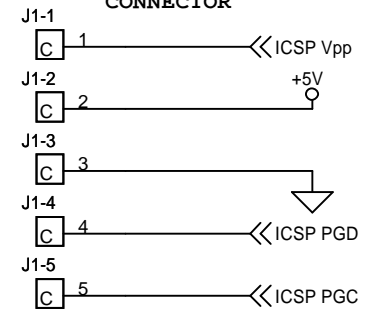 CONNECTOR
J1-1
C 1 ICSP Vpp
J1-2
+5V
C 2
J1-3
C 3
J1-4
C 4 ICSP PGD
J1-5
C 5 ICSP PGC